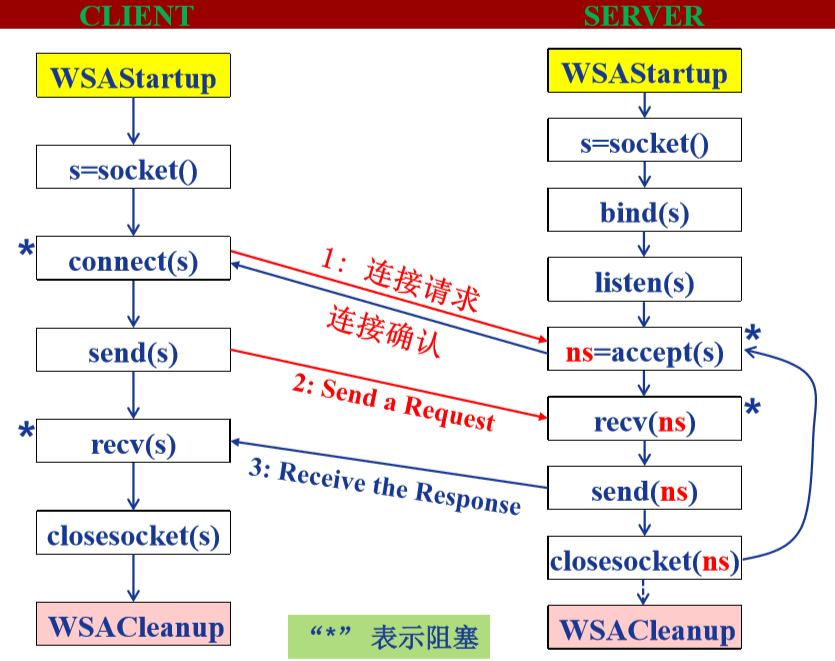 CLIENT
SERVER
WSAStartup
s=socket()
* connect(s)
send(s)
* recv(s)
closesocket(s)
WSACleanup
1: 连接请求
连接确认
2: Send a Request
3: Receive the Response
WSAStartup
s=socket()
bind(s)
listen(s)
ns=accept(s) *
recv(ns) *
send(ns)
closesocket(ns)
WSACleanup
“*” 表示阻塞